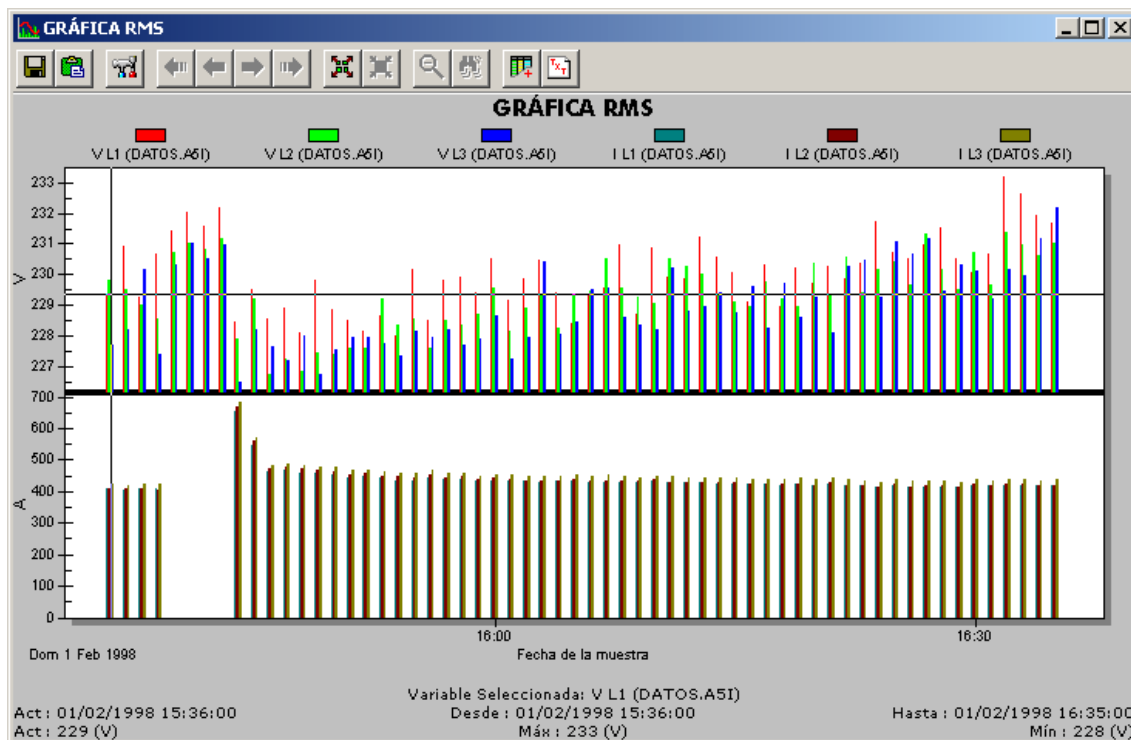 GRÁFICA RMS
TXT
GRÁFICA RMS
V L1 (DATOS.A5I) V L2 (DATOS.A5I) V L3 (DATOS.A5I) I L1 (DATOS.A5I) I L2 (DATOS.A5I) I L3 (DATOS.A5I)
233
232
231
230
229
228
227
V
700
600
500
400
300
200
100
0
A
16:00 16:30
Dom 1 Feb 1998 Fecha de la muestra
Variable Seleccionada: V L1 (DATOS.A5I)
Act : 01/02/1998 15:36:00 Desde : 01/02/1998 15:36:00 Hasta : 01/02/1998 16:35:00
Act : 229 (V) Máx : 233 (V) Mín : 228 (V)